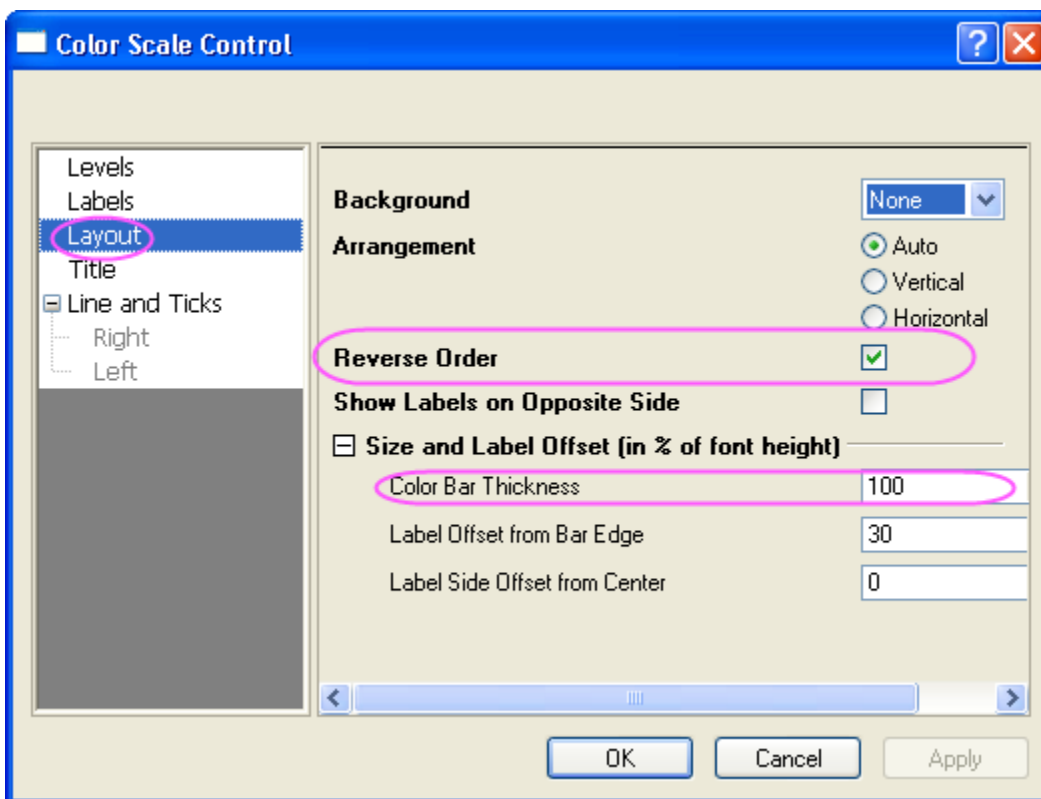 Color Scale Control
Levels
Labels
Layout
Title
Line and Ticks
Right
Left
Background
None
Arrangement
Auto
Vertical
Horizontal
Reverse Order
Show Labels on Opposite Side
Size and Label Offset (in % of font height)
Color Bar Thickness
100
Label Offset from Bar Edge
30
Label Side Offset from Center
0
OK
Cancel
Apply